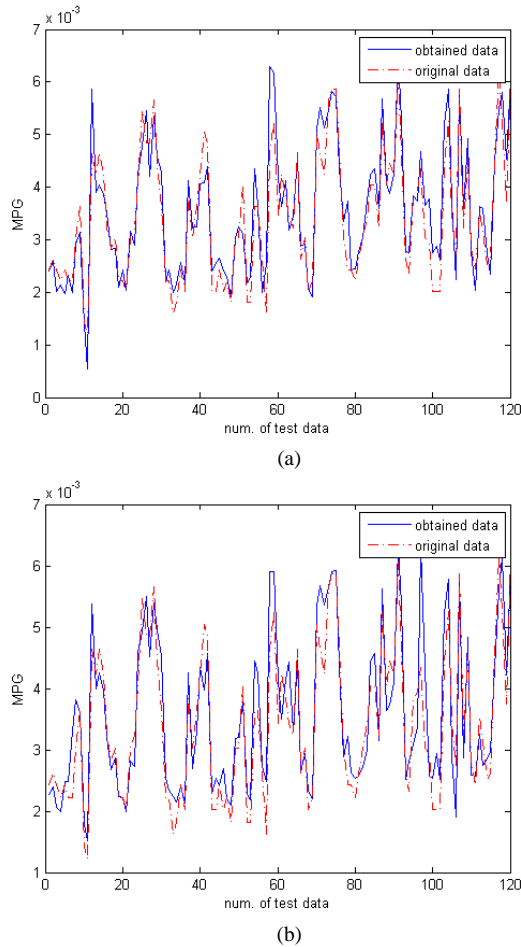 x 10⁻³
7
6
5
4
3
2
1
0
MPG
obtained data
original data
0 20 40 60 80 100 120
num. of test data
(a)
x 10⁻³
7
6
5
4
3
2
1
MPG
obtained data
original data
0 20 40 60 80 100 120
num. of test data
(b)